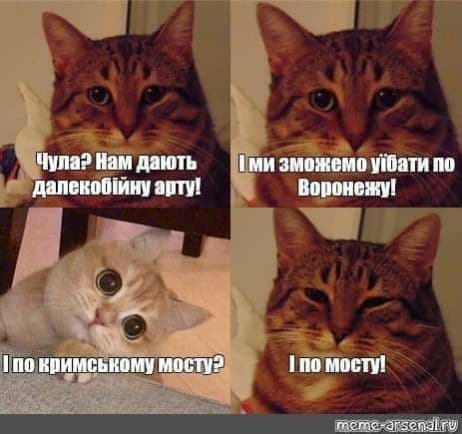 Чула? Нам дають
далекобійну арту!
І ми зможемо уїбати по
Воронежу!
І по кримському мосту?
І по мосту!
meme-arsenal.ru